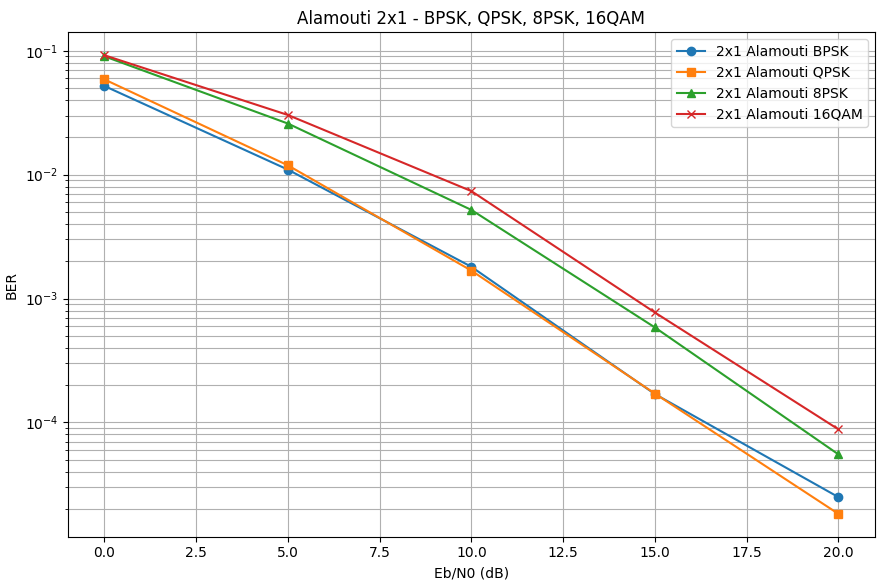 Alamouti 2x1 - BPSK, QPSK, 8PSK, 16QAM
2x1 Alamouti BPSK
2x1 Alamouti QPSK
2x1 Alamouti 8PSK
2x1 Alamouti 16QAM
BER
10⁻¹
10⁻²
10⁻³
10⁻⁴
0.0 2.5 5.0 7.5 10.0 12.5 15.0 17.5 20.0
Eb/N0 (dB)